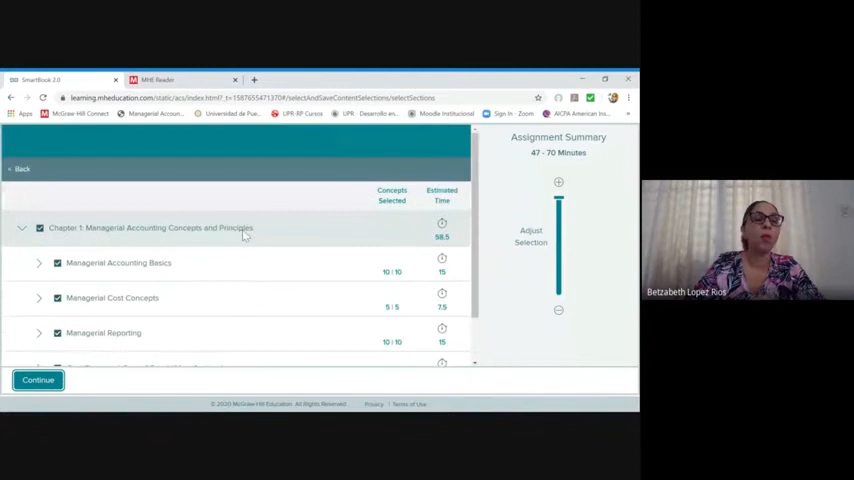 SmartBook 2.0
MHE Reader
learning.mheducation.com/static/acs/index.html?_t=1587655471370#/selectAndSaveContentSelections/selectSections
Apps
McGraw-Hill Connect
Managerial Accoun...
Universidad de Pue...
UPR-RP Cursos
UPR - Desarrollo en...
Moodle Institucional
Sign In - Zoom
AICPA American Ins...
< Back
Concepts Selected
Estimated Time
Chapter 1: Managerial Accounting Concepts and Principles
58.5
Managerial Accounting Basics
10 | 10
15
Managerial Cost Concepts
5 | 5
7.5
Managerial Reporting
10 | 10
15
Continue
Assignment Summary
47 - 70 Minutes
Adjust
Selection
© 2020 McGraw-Hill Education. All Rights Reserved.
Privacy | Terms of Use
Betzabeth Lopez Rios